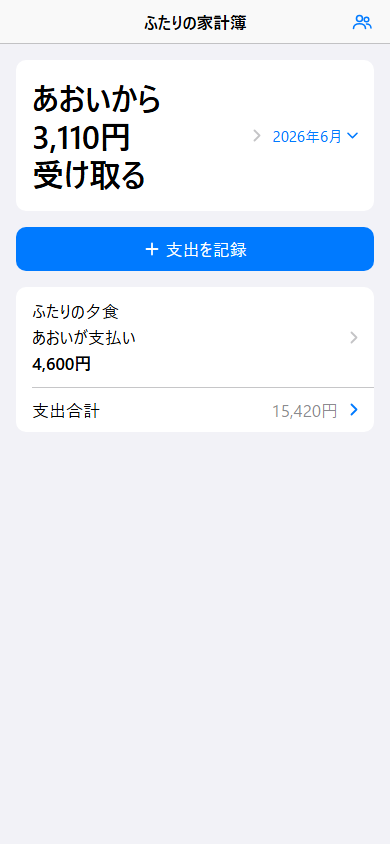 ふたりの家計簿
あおいから
3,110円
受け取る
2026年6月
支出を記録
ふたりの夕食
あおいが支払い
4,600円
支出合計
15,420円